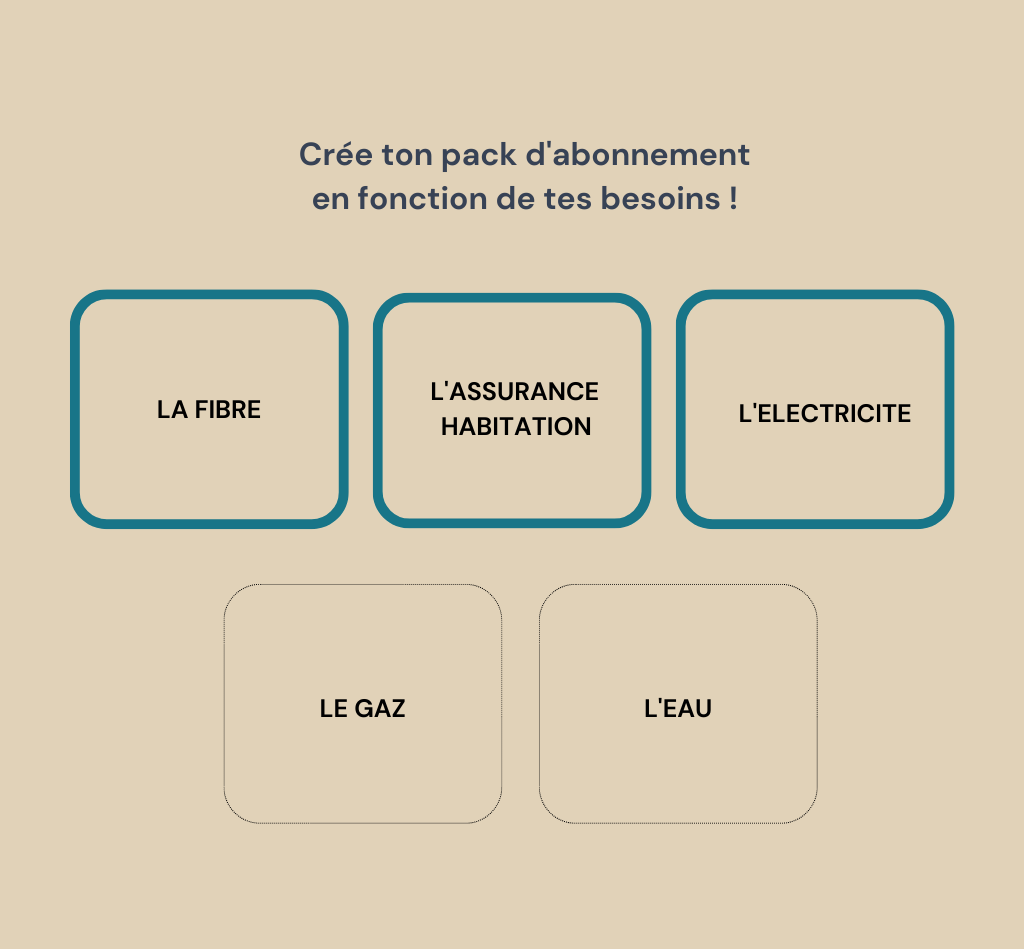 Crée ton pack d'abonnement
en fonction de tes besoins !
LA FIBRE
L'ASSURANCE
HABITATION
L'ELECTRICITE
LE GAZ
L'EAU